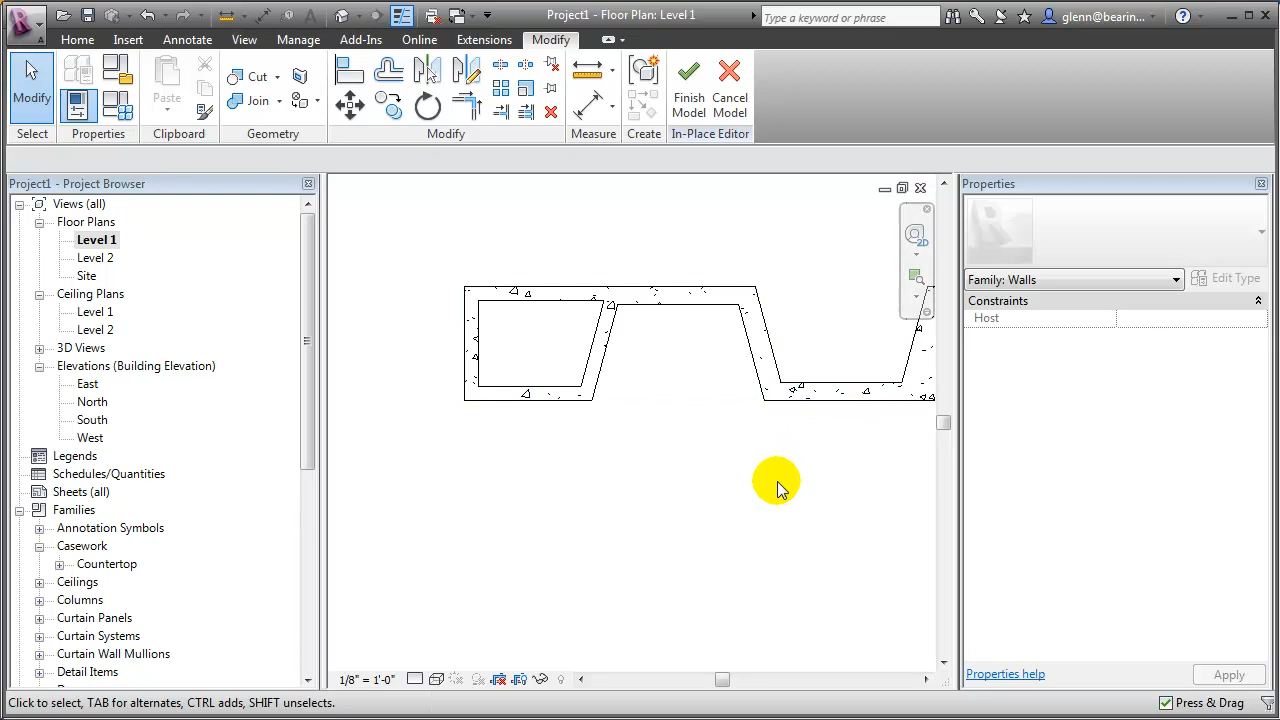 Project1 - Floor Plan: Level 1
Type a keyword or phrase
glenn@bearin...
Home
Insert
Annotate
View
Manage
Add-Ins
Online
Extensions
Modify
Modify
Paste
Cut
Join
Finish Model
Cancel Model
Select
Properties
Clipboard
Geometry
Modify
Measure
Create
In-Place Editor
Project1 - Project Browser
Views (all)
Floor Plans
Level 1
Level 2
Site
Ceiling Plans
Level 1
Level 2
3D Views
Elevations (Building Elevation)
East
North
South
West
Legends
Schedules/Quantities
Sheets (all)
Families
Annotation Symbols
Casework
Countertop
Ceilings
Columns
Curtain Panels
Curtain Systems
Curtain Wall Mullions
Detail Items
2D
Properties
R
Family: Walls
Edit Type
Constraints
Host
Properties help
Apply
1/8" = 1'-0"
Click to select, TAB for alternates, CTRL adds, SHIFT unselects.
Press & Drag